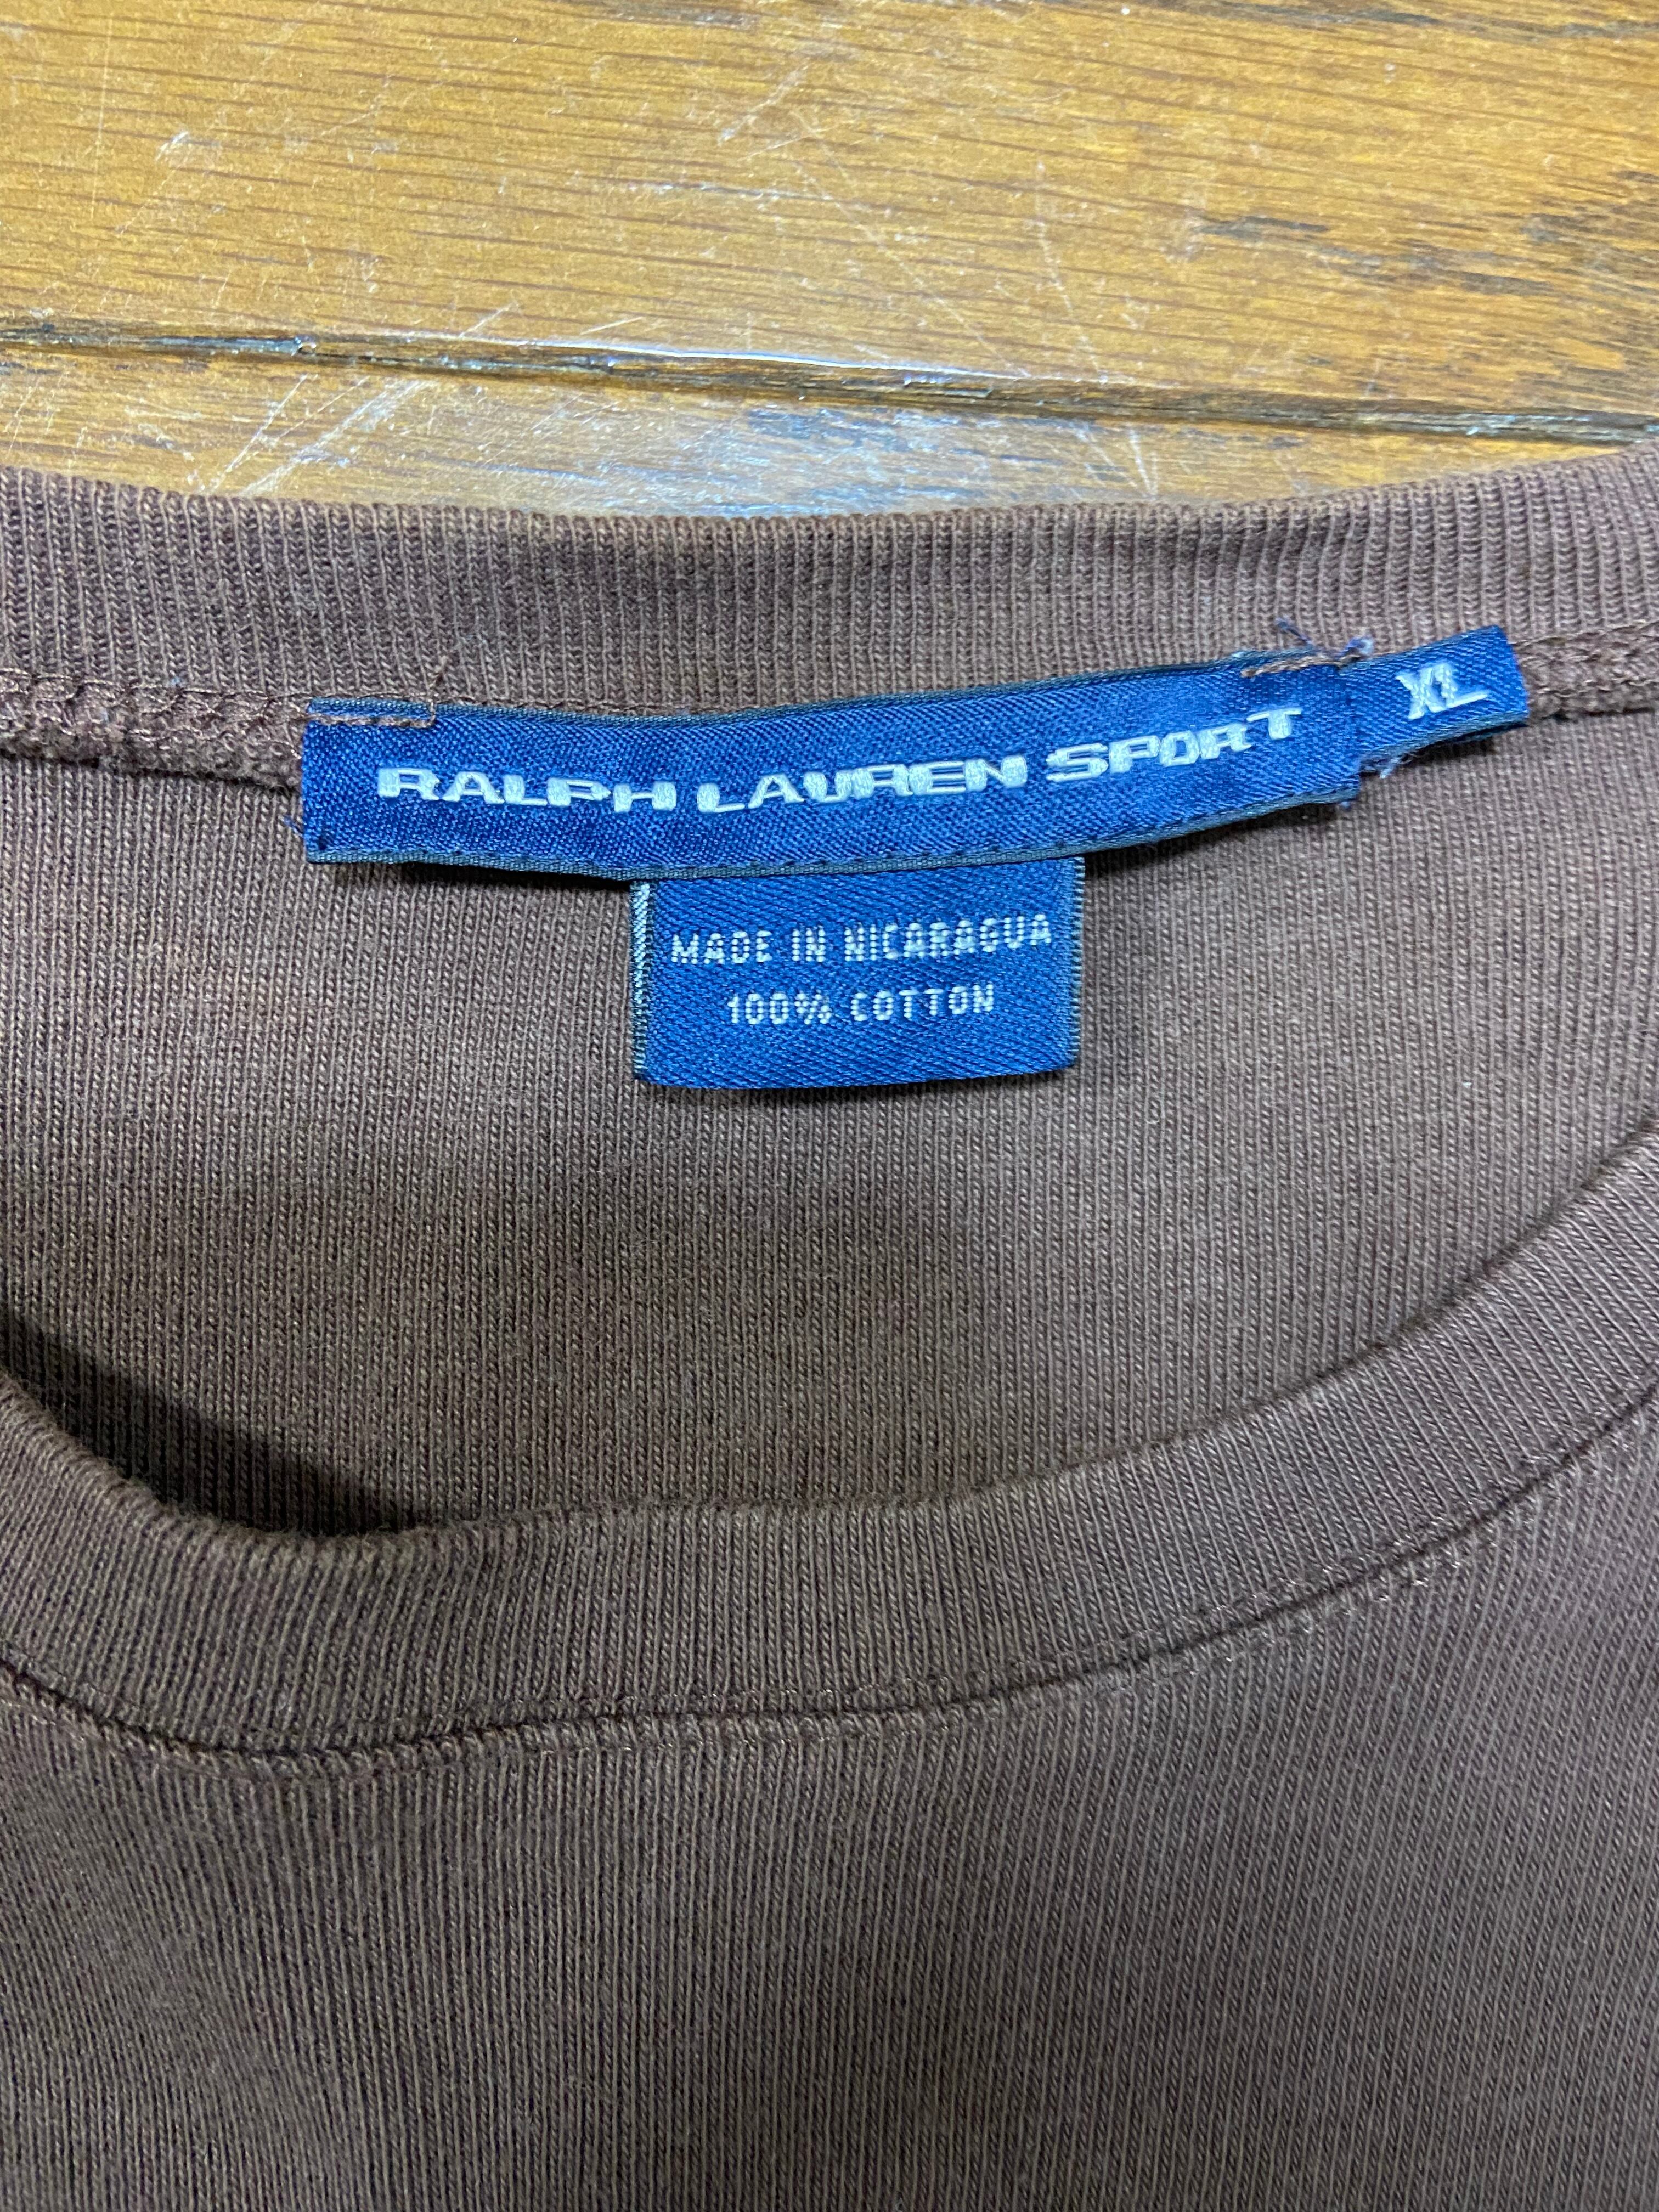 RALPH LAUREN SPORT XL
MADE IN NICARAGUA
100% COTTON